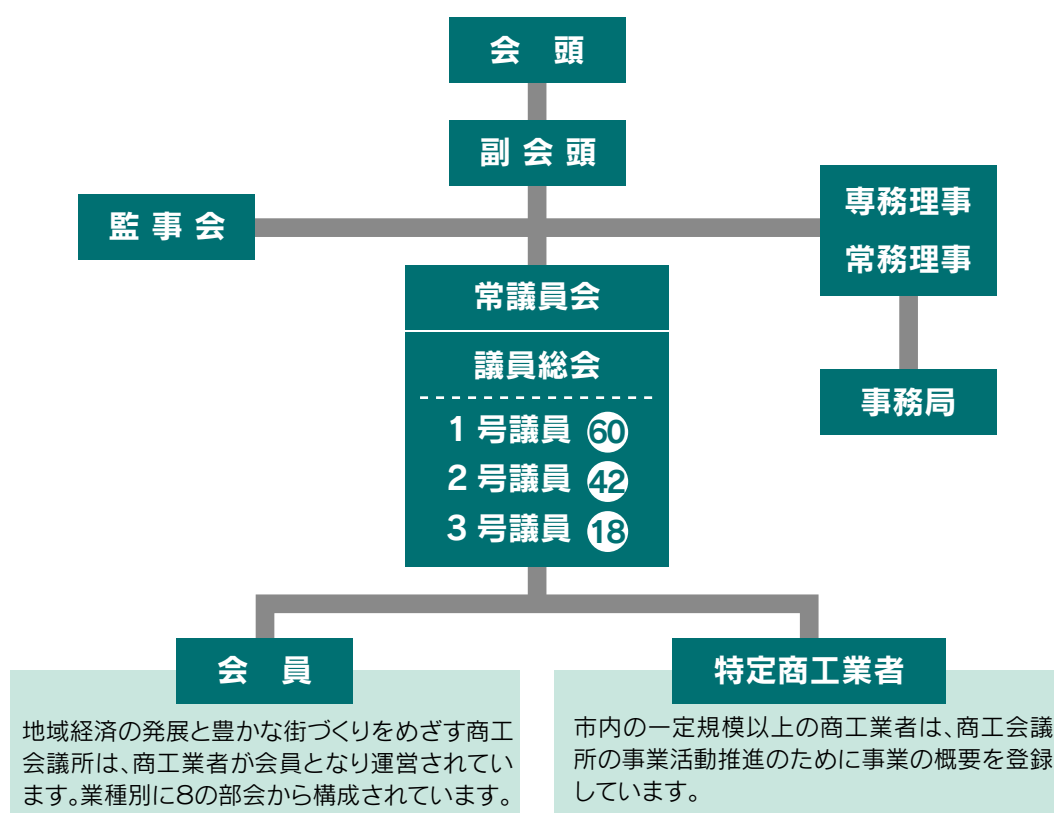 会　頭
副 会 頭
監 事 会
専務理事
常務理事
事務局
常議員会
議員総会
1 号議員 60
2 号議員 42
3 号議員 18
会　員
地域経済の発展と豊かな街づくりをめざす商工
会議所は、商工業者が会員となり運営されてい
ます。業種別に8の部会から構成されています。
特定商工業者
市内の一定規模以上の商工業者は、商工会議
所の事業活動推進のために事業の概要を登録
しています。